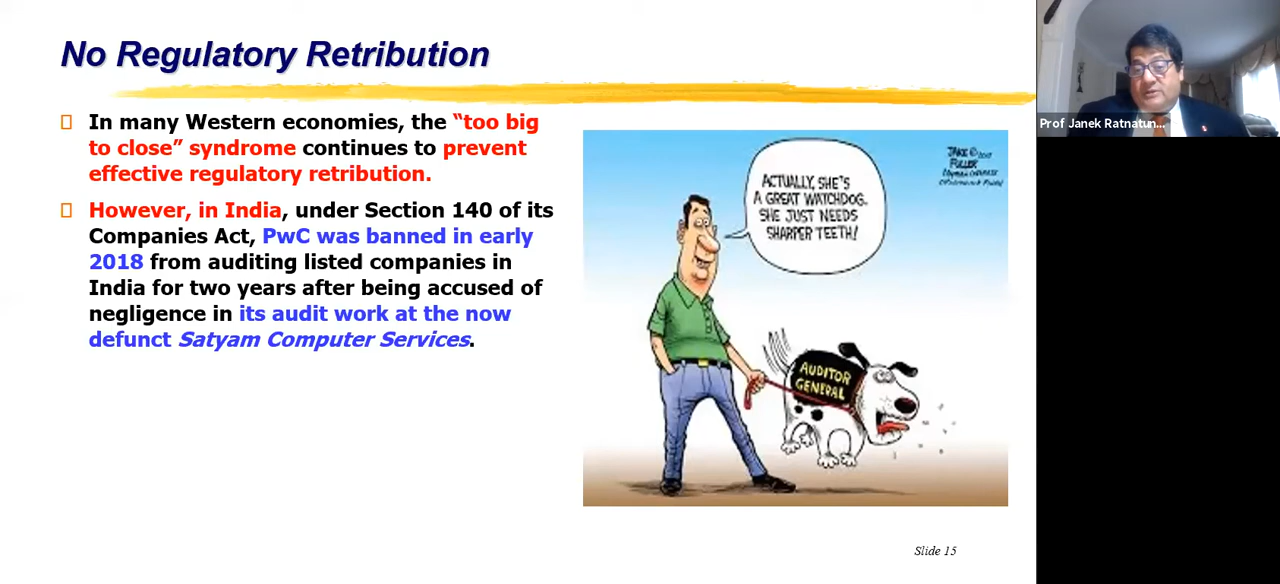 No Regulatory Retribution
In many Western economies, the “too big
to close” syndrome continues to prevent
effective regulatory retribution.
However, in India, under Section 140 of its
Companies Act, PwC was banned in early
2018 from auditing listed companies in
India for two years after being accused of
negligence in its audit work at the now
defunct Satyam Computer Services.
ACTUALLY, SHE'S
A GREAT WATCHDOG.
SHE JUST NEEDS
SHARPER TEETH!
FULLER
AUDITOR
GENERAL
Slide 15
Prof Janek Ratnatun...